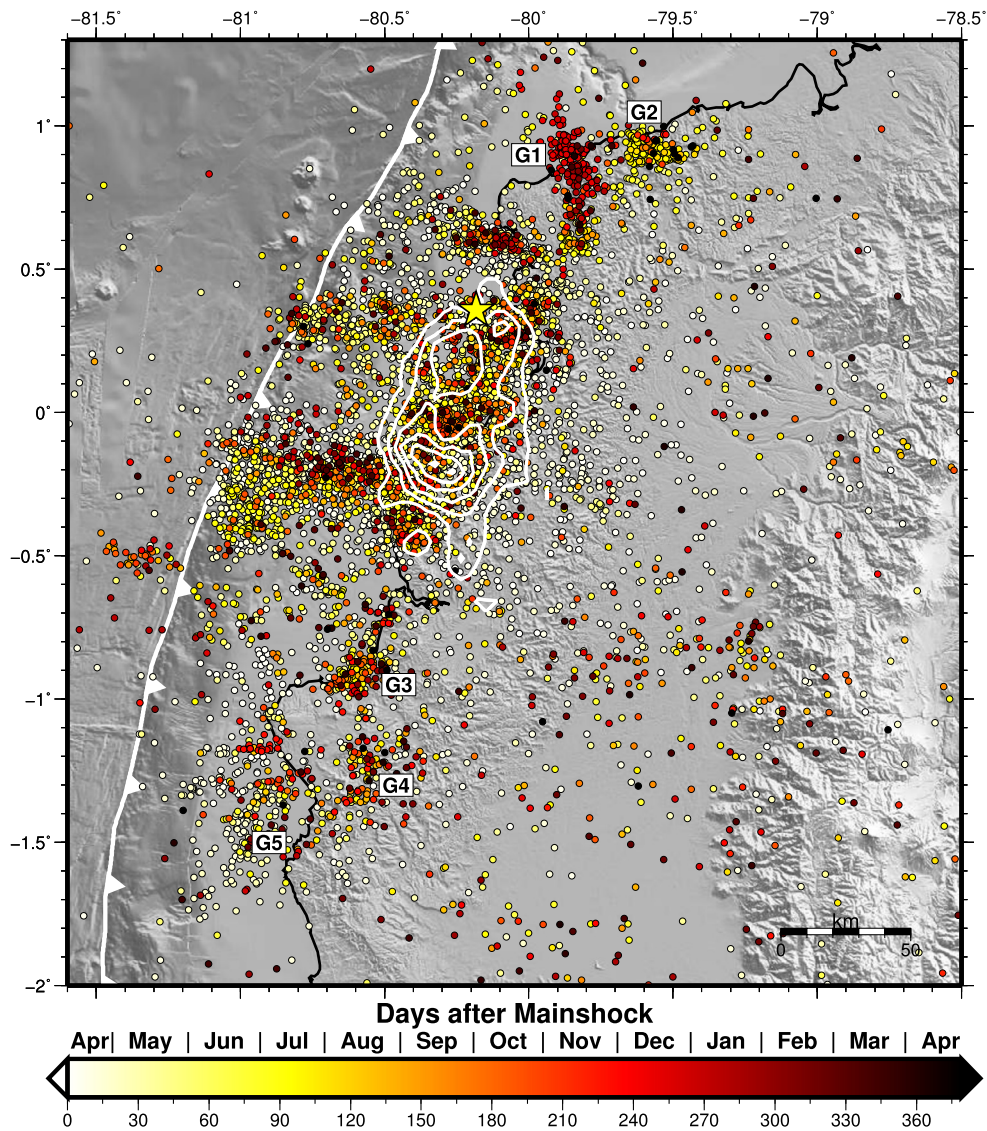 −81.5° −81° −80.5° −80° −79.5° −79° −78.5°
G2
1°
G1
0.5°
0°
−0.5°
G3
−1°
G4
G5
−1.5°
km
0 50
−2°
Days after Mainshock
Apr| May | Jun | Jul | Aug | Sep | Oct | Nov | Dec | Jan | Feb | Mar | Apr
0 30 60 90 120 150 180 210 240 270 300 330 360